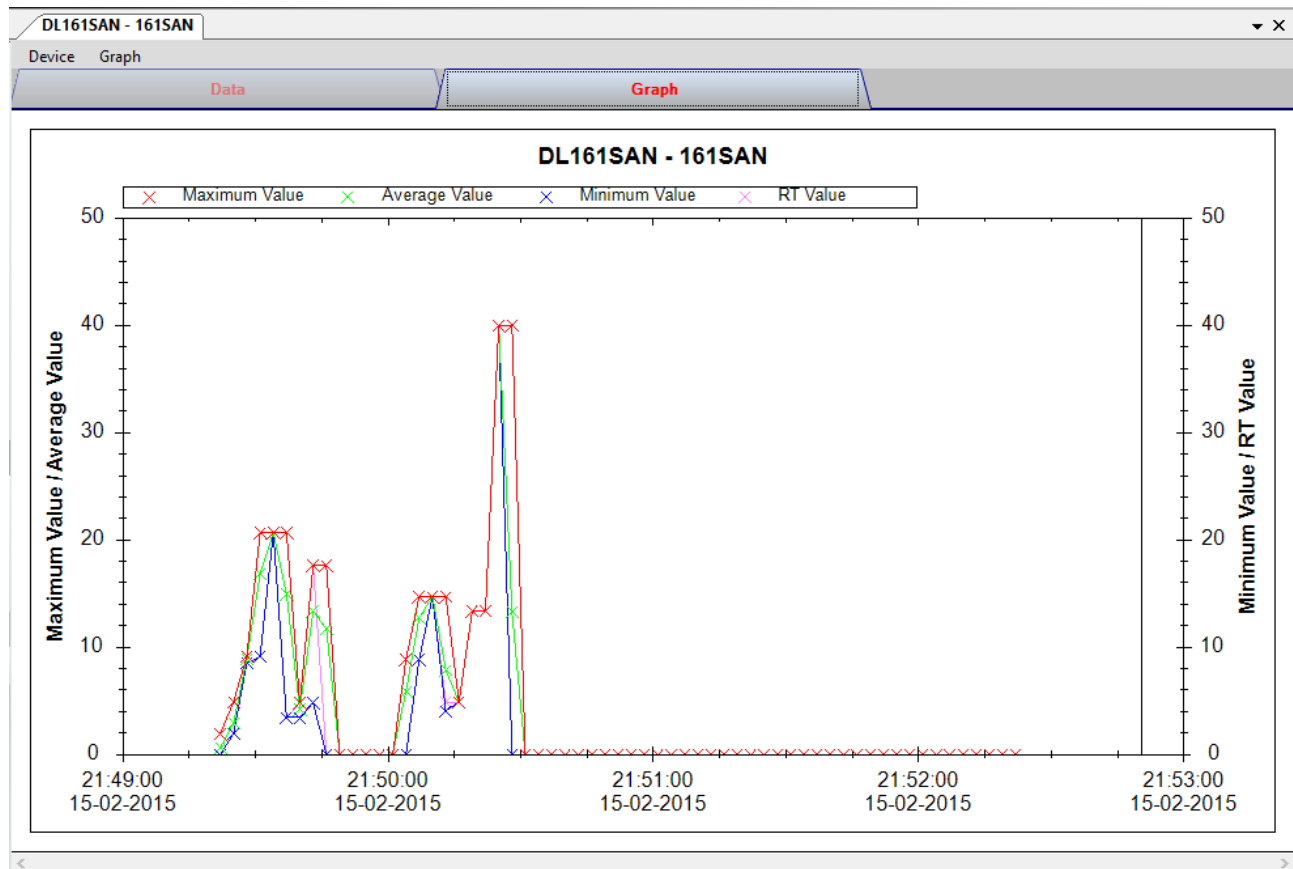 DL161SAN - 161SAN
Device Graph
Data Graph
DL161SAN - 161SAN
Maximum Value Average Value Minimum Value RT Value
50 50
40 40
30 30
20 20
10 10
0 0
Maximum Value / Average Value
Minimum Value / RT Value
21:49:00 21:50:00 21:51:00 21:52:00 21:53:00
15-02-2015 15-02-2015 15-02-2015 15-02-2015 15-02-2015